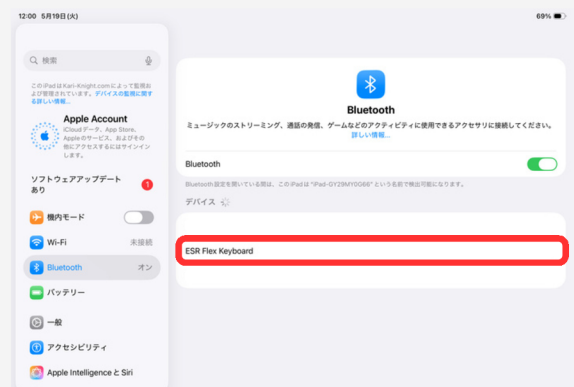 12:00 5月19日(火)
69%
検索
このiPadはKari-Knight.comによって監視お
よび管理されています。デバイスの監視に関す
る詳しい情報...
Apple Account
iCloudデータ、App Store、
Appleのサービス、およびその
他にアクセスするにはサインイン
します。
ソフトウェアアップデート
あり
1
機内モード
Wi-Fi 未接続
Bluetooth オン
バッテリー
一般
アクセシビリティ
Apple Intelligence と Siri
Bluetooth
ミュージックのストリーミング、通話の発信、ゲームなどのアクティビティに使用できるアクセサリに接続してください。
詳しい情報...
Bluetooth
Bluetooth設定を開いている間は、このiPadは"iPad-GY29MY0G66"という名前で検出可能になります。
デバイス
ESR Flex Keyboard